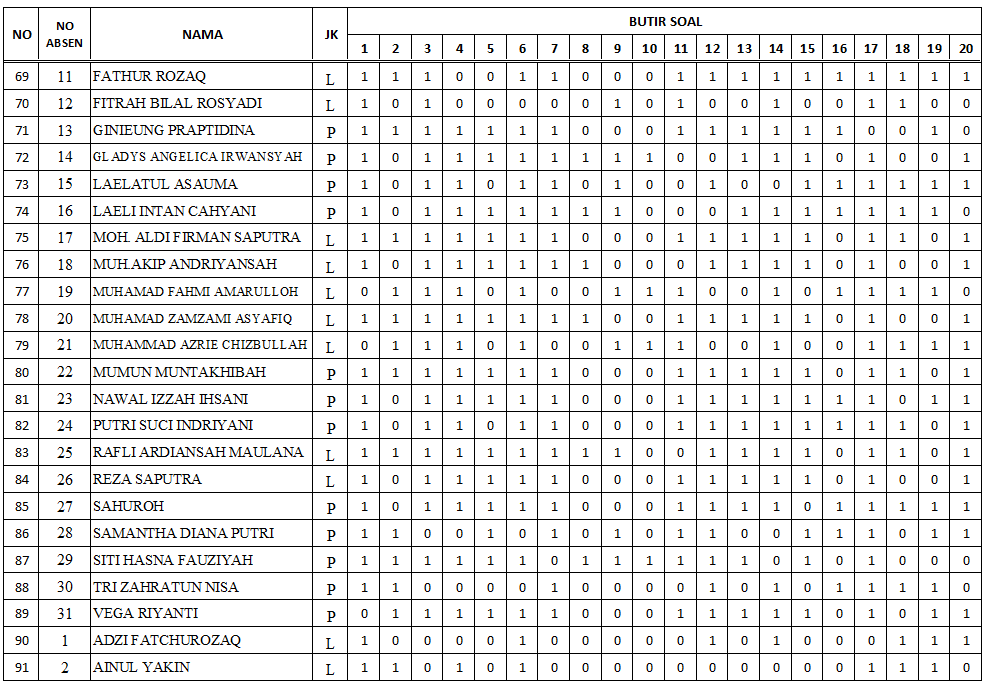 NO NO ABSEN NAMA JK BUTIR SOAL
1 2 3 4 5 6 7 8 9 10 11 12 13 14 15 16 17 18 19 20
69 11 FATHUR ROZAQ L 1 1 1 0 0 1 1 0 0 0 1 1 1 1 1 1 1 1 1 1
70 12 FITRAH BILAL ROSYADI L 1 0 1 0 0 0 0 0 1 0 1 0 0 1 0 0 1 1 0 0
71 13 GINIEUNG PRAPTIDINA P 1 1 1 1 1 1 1 0 0 0 1 1 1 1 1 1 0 0 1 0
72 14 GLADYS ANGELICA IRWANSYAH P 1 0 1 1 1 1 1 1 1 1 0 0 1 1 1 0 1 0 0 1
73 15 LAELATUL ASAUMA P 1 0 1 1 0 1 1 0 1 0 0 1 0 0 1 1 1 1 1 1
74 16 LAELI INTAN CAHYANI P 1 0 1 1 1 1 1 1 1 0 0 0 1 1 1 1 1 1 1 0
75 17 MOH. ALDI FIRMAN SAPUTRA L 1 1 1 1 1 1 1 0 0 0 1 1 1 1 1 0 1 1 0 1
76 18 MUH.AKIP ANDRIYANSAH L 1 0 1 1 1 1 1 1 0 0 0 1 1 1 1 0 1 0 0 1
77 19 MUHAMAD FAHMI AMARULLOH L 0 1 1 1 0 1 0 0 1 1 1 0 0 1 0 1 1 1 1 0
78 20 MUHAMAD ZAMZAMI ASYAFIQ L 1 1 1 1 1 1 1 1 0 0 1 1 1 1 1 0 1 0 0 1
79 21 MUHAMMAD AZRIE CHIZBULLAH L 0 1 1 1 0 1 0 0 1 1 1 0 0 1 0 0 1 1 1 1
80 22 MUMUN MUNTAKHIBAH P 1 1 1 1 1 1 1 0 0 0 1 1 1 1 1 0 1 1 0 1
81 23 NAWAL IZZAH IHSANI P 1 0 1 1 1 1 1 0 0 0 1 1 1 1 1 1 1 0 1 1
82 24 PUTRI SUCI INDRIYANI P 1 0 1 1 0 1 1 0 0 0 1 1 1 1 1 1 1 1 0 1
83 25 RAFLI ARDIANSAH MAULANA L 1 0 1 1 1 1 1 1 1 0 0 1 1 1 1 0 1 1 0 1
84 26 REZA SAPUTRA L 1 0 1 1 1 1 1 0 0 0 1 1 1 1 1 0 1 0 0 1
85 27 SAHUROH P 1 0 1 1 1 1 1 0 0 0 1 1 1 1 0 1 1 1 1 1
86 28 SAMANTHA DIANA PUTRI P 1 1 0 0 1 0 1 0 1 0 1 1 0 0 1 1 1 0 1 1
87 29 SITI HASNA FAUZIYAH P 1 1 1 1 1 1 0 1 1 1 1 1 1 0 1 0 1 0 0 0
88 30 TRI ZAHRATUN NISA P 1 1 0 0 0 0 1 0 0 0 0 1 0 1 0 1 1 1 1 0
89 31 VEGA RIYANTI P 0 1 1 1 1 1 1 0 0 0 1 1 1 1 1 0 1 0 1 1
90 1 ADZI FATCHUROZAQ L 1 0 0 0 0 1 0 0 0 0 0 1 0 1 0 0 0 1 1 1
91 2 AINUL YAKIN L 1 1 0 1 0 1 0 0 0 0 0 0 0 0 0 0 1 1 1 0